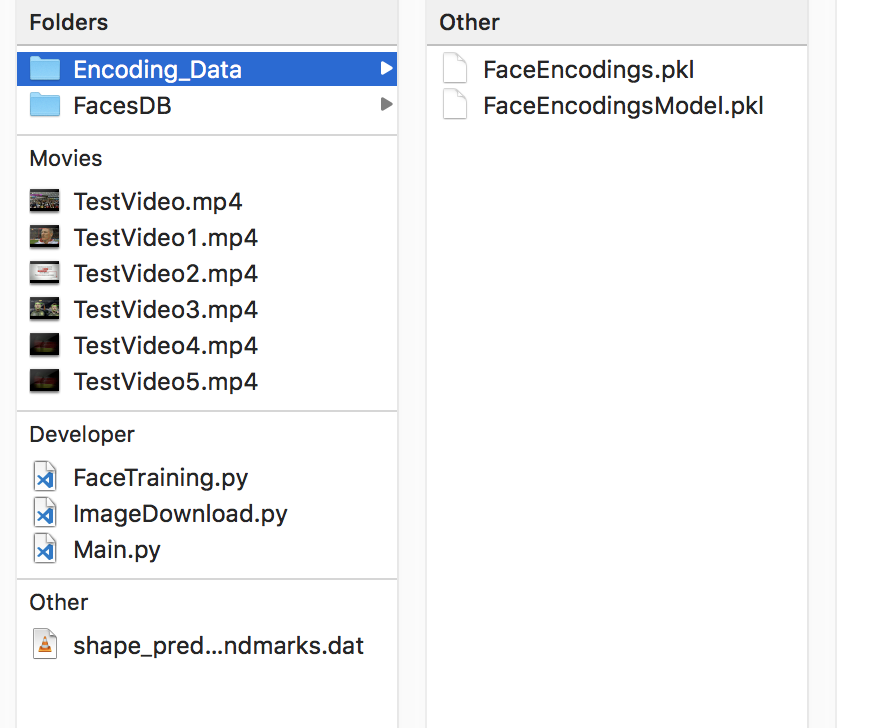 Folders
Encoding_Data
FacesDB
Movies
TestVideo.mp4
TestVideo1.mp4
TestVideo2.mp4
TestVideo3.mp4
TestVideo4.mp4
TestVideo5.mp4
Developer
FaceTraining.py
ImageDownload.py
Main.py
Other
shape_pred...ndmarks.dat
Other
FaceEncodings.pkl
FaceEncodingsModel.pkl